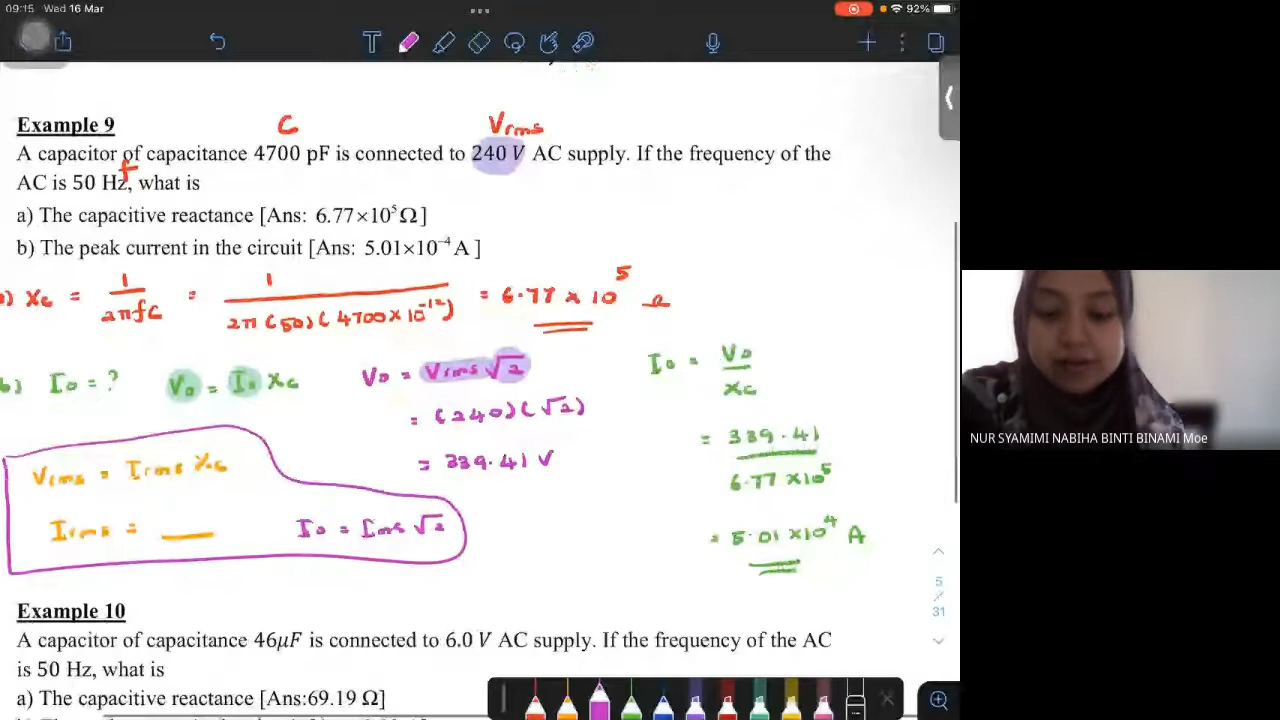 09:15 Wed 16 Mar
92%
Example 9
C
Vrms
A capacitor of capacitance 4700 pF is connected to 240 V AC supply. If the frequency of the
f
AC is 50 Hz, what is
a) The capacitive reactance [Ans: 6.77×10⁵ Ω]
b) The peak current in the circuit [Ans: 5.01×10⁻⁴ A ]
) Xc = 1 / 2πfC = 1 / 2π(50)(4700×10⁻¹²) = 6.77 × 10⁵ Ω
b) Io = ? Vo = Io Xc
Vo = Vrms √2
= (240)(√2)
= 339.41 V
Io = Vo / Xc
= 339.41 / 6.77 ×10⁵
= 5.01 ×10⁴ A
Vrms = Irms Xc
Irms = __
Io = Irms √2
NUR SYAMIMI NABIHA BINTI BINAMI Moe
5
31
Example 10
A capacitor of capacitance 46μF is connected to 6.0 V AC supply. If the frequency of the AC
is 50 Hz, what is
a) The capacitive reactance [Ans:69.19 Ω]